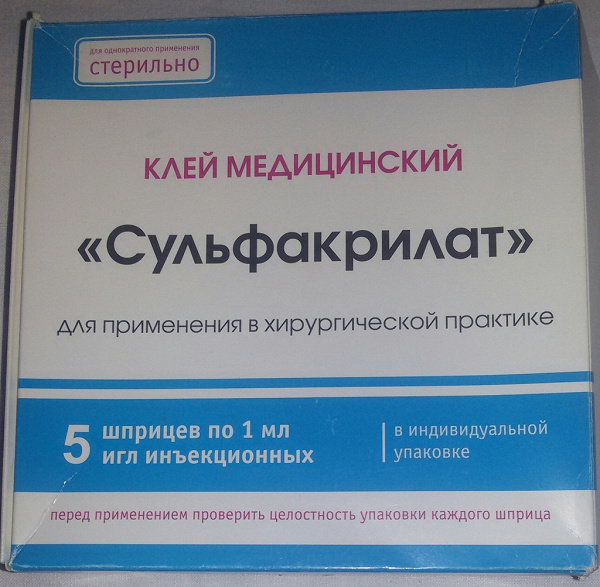 для однократного применения
стерильно
КЛЕЙ МЕДИЦИНСКИЙ
«Сульфакрилат»
для применения в хирургической практике
5 шприцев по 1 мл
игл инъекционных
в индивидуальной
упаковке
перед применением проверить целостность упаковки каждого шприца